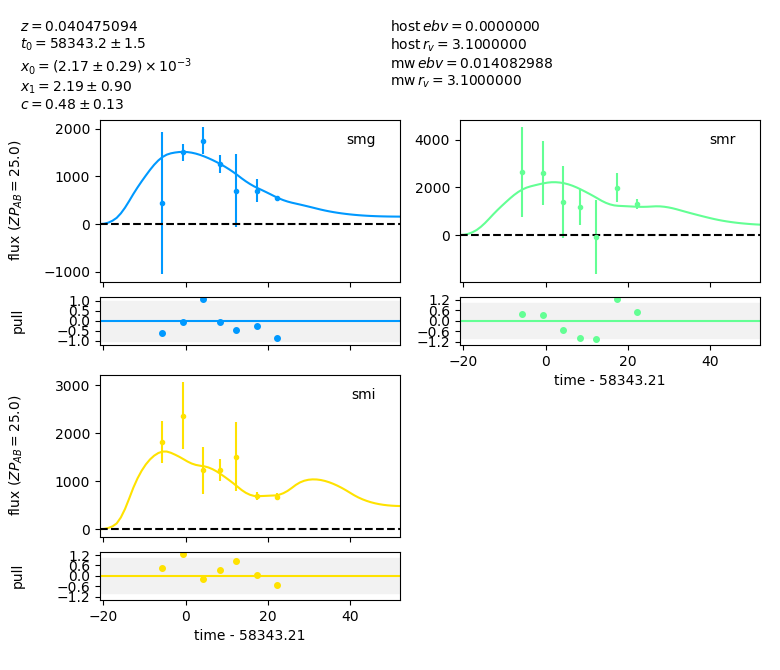 z = 0.040475094
t₀ = 58343.2 ± 1.5
x₀ = (2.17 ± 0.29) × 10⁻³
x₁ = 2.19 ± 0.90
c = 0.48 ± 0.13
host ebv = 0.0000000
host r_v = 3.1000000
mw ebv = 0.014082988
mw r_v = 3.1000000
smg
2000
1000
0
−1000
flux (ZP_AB = 25.0)
smr
4000
2000
0
1.0
0.5
0.0
−0.5
−1.0
pull
1.2
0.6
0.0
−0.6
−1.2
−20 0 20 40
time - 58343.21
smi
3000
2000
1000
0
flux (ZP_AB = 25.0)
1.2
0.6
0.0
−0.6
−1.2
pull
−20 0 20 40
time - 58343.21